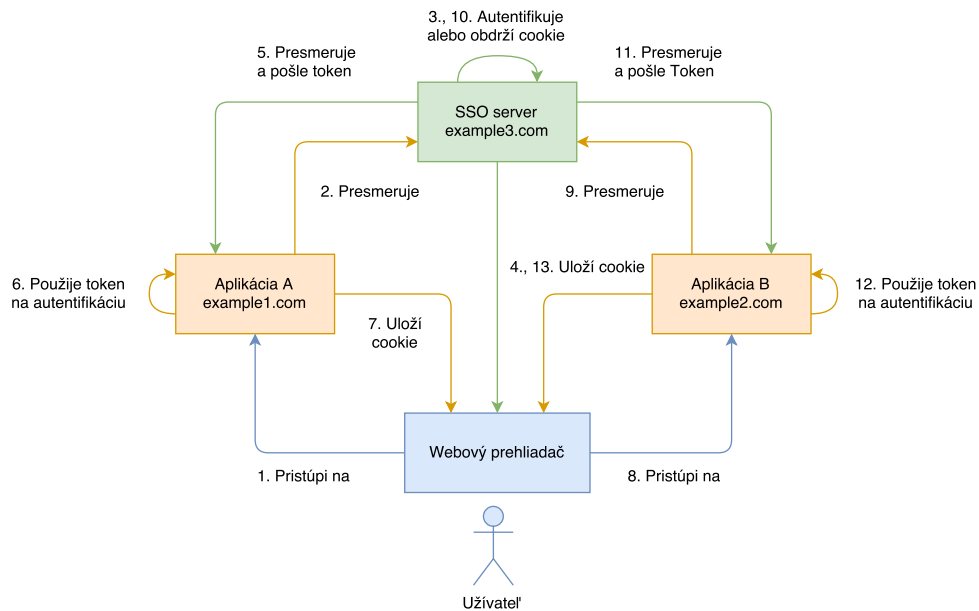 3., 10. Autentifikuje
alebo obdrží cookie
5. Presmeruje
a pošle token
11. Presmeruje
a pošle Token
SSO server
example3.com
2. Presmeruje
9. Presmeruje
6. Použije token
na autentifikáciu
Aplikácia A
example1.com
4., 13. Uloží cookie
Aplikácia B
example2.com
12. Použije token
na autentifikáciu
7. Uloží
cookie
Webový prehliadač
1. Pristúpi na
8. Pristúpi na
Užívateľ